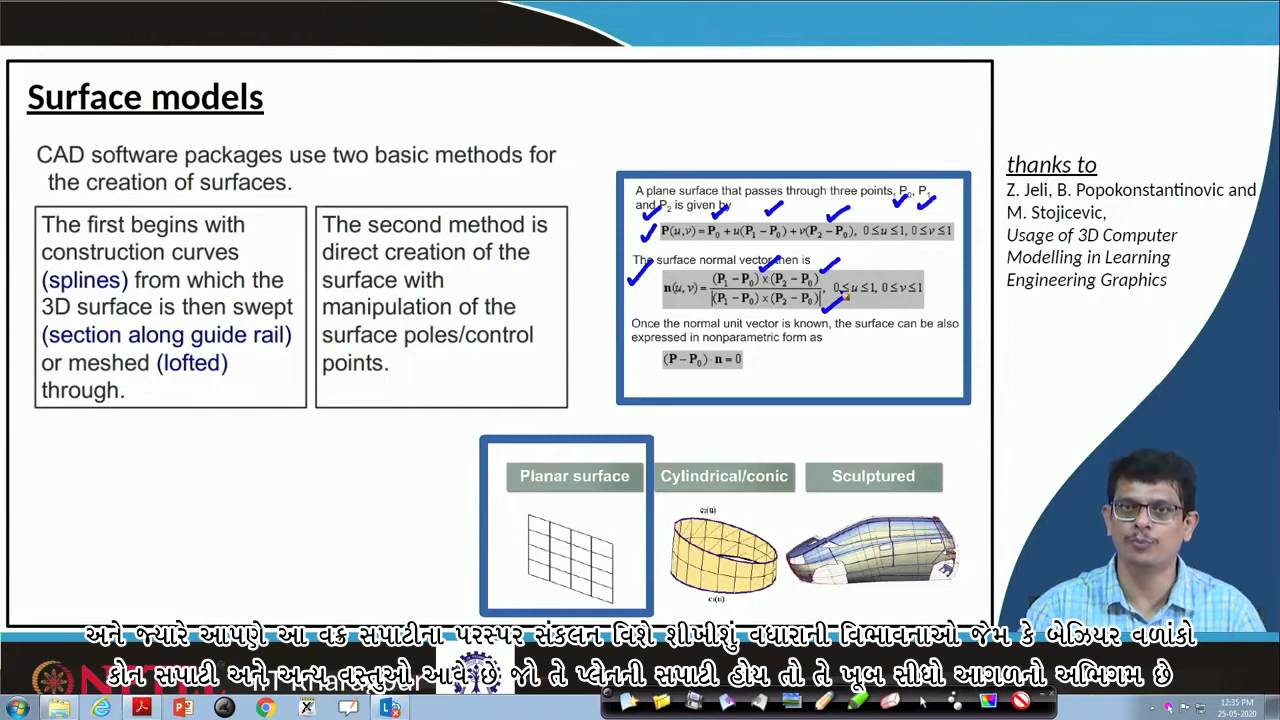 Surface models
CAD software packages use two basic methods for
the creation of surfaces.
The first begins with
construction curves
(splines) from which the
3D surface is then swept
(section along guide rail)
or meshed (lofted)
through.
The second method is
direct creation of the
surface with
manipulation of the
surface poles/control
points.
A plane surface that passes through three points, P₀, P₁
and P₂ is given by
P(u,v) = P₀ + u(P₁ − P₀) + v(P₂ − P₀), 0 ≤ u ≤ 1, 0 ≤ v ≤ 1
The surface normal vector then is
n(u,v) = (P₁ − P₀) × (P₂ − P₀) / |(P₁ − P₀) × (P₂ − P₀)|, 0 ≤ u ≤ 1, 0 ≤ v ≤ 1
Once the normal unit vector is known, the surface can be also
expressed in nonparametric form as
(P − P₀) · n = 0
Planar surface
Cylindrical/conic
Sculptured
thanks to
Z. Jeli, B. Popokonstantinovic and
M. Stojicevic,
Usage of 3D Computer
Modelling in Learning
Engineering Graphics
અને જ્યારે આપણે આ વક્ર સપાટીના પરસ્પર સંકલન વિશે શીખીશું વધારાની વિભાવનાઓ જેમ કે બેઝિયર વળાંકો
કોન સપાટી અને અન્ય વસ્તુઓ આવે છે જો તે પ્લેનની સપાટી હોય તો તે ખૂબ સીધો આગળનો અભિગમ છે
12:35 PM
25-05-2020